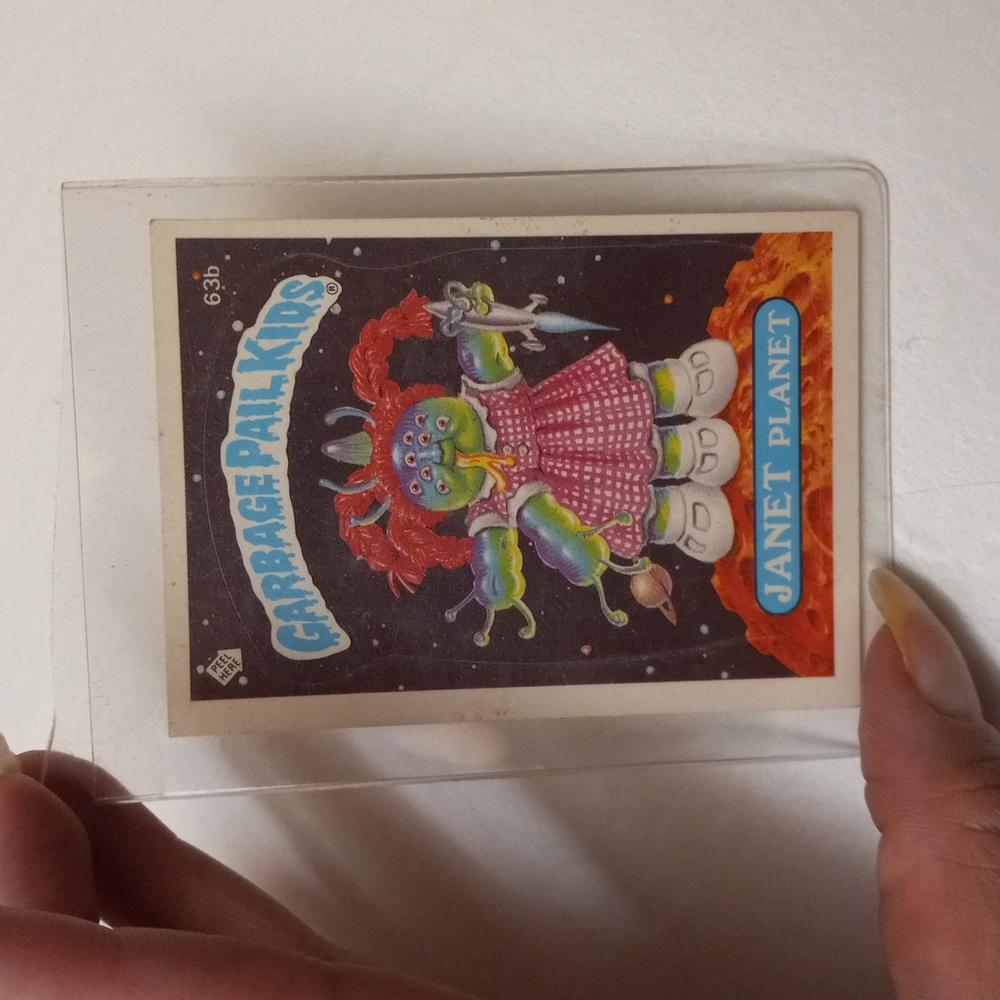 PEEL
HERE
GARBAGE PAIL KIDS®
63b
JANET PLANET